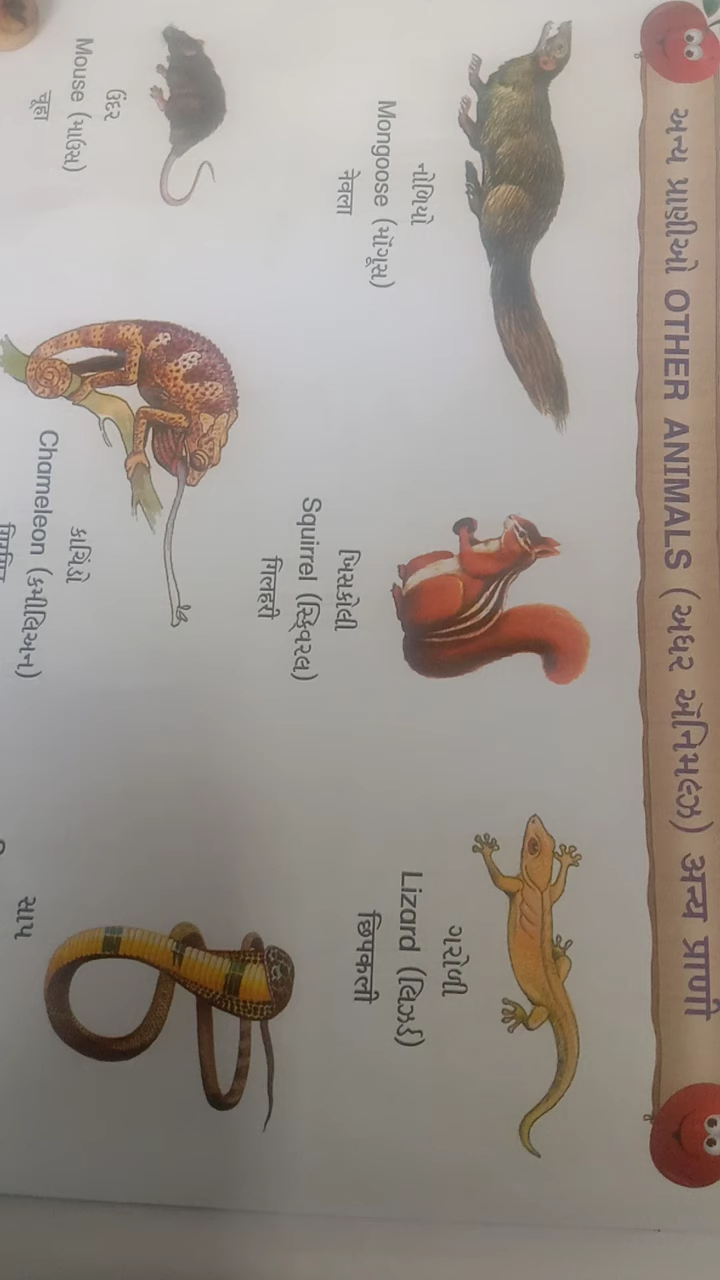 અન્ય પ્રાણીઓ OTHER ANIMALS (અધર ઍનિમલ્ઝ) अन्य प्राणी
નોળિયો
Mongoose (મોંગૂસ)
नेवला
ખિસકોલી
Squirrel (સ્ક્વિરલ)
गिलहरी
ગરોળી
Lizard (લિઝર્ડ)
छिपकली
ઉંદર
Mouse (માઉસ)
चूहा
કાચિંડો
Chameleon (કમીલિઅન)
સાપ